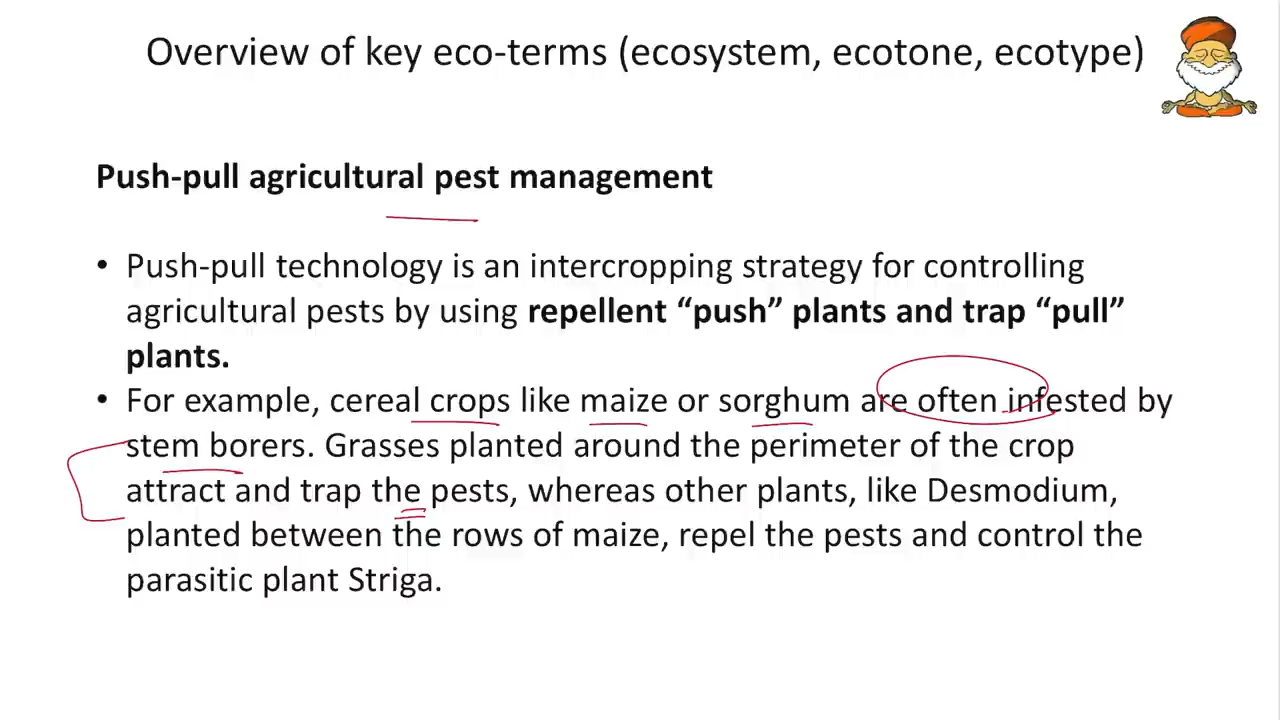 Overview of key eco-terms (ecosystem, ecotone, ecotype)
Push-pull agricultural pest management
• Push-pull technology is an intercropping strategy for controlling
agricultural pests by using repellent “push” plants and trap “pull”
plants.
• For example, cereal crops like maize or sorghum are often infested by
stem borers. Grasses planted around the perimeter of the crop
attract and trap the pests, whereas other plants, like Desmodium,
planted between the rows of maize, repel the pests and control the
parasitic plant Striga.